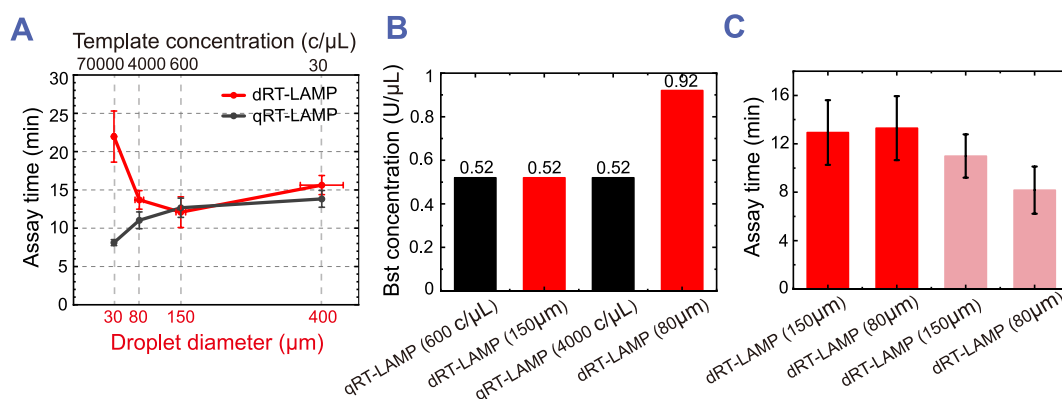 A
Template concentration (c/μL)
70000 4000 600 30
30
25
20
15
10
5
0
Assay time (min)
dRT-LAMP
qRT-LAMP
30 80 150 400
Droplet diameter (μm)
B
1
0.8
0.6
0.4
0.2
0
Bst concentration (U/μL)
0.52
0.52
0.52
0.92
qRT-LAMP (600 c/μL)
dRT-LAMP (150μm)
qRT-LAMP (4000 c/μL)
dRT-LAMP (80μm)
C
16
12
8
4
0
Assay time (min)
dRT-LAMP (150μm)
dRT-LAMP (80μm)
dRT-LAMP (150μm)
dRT-LAMP (80μm)